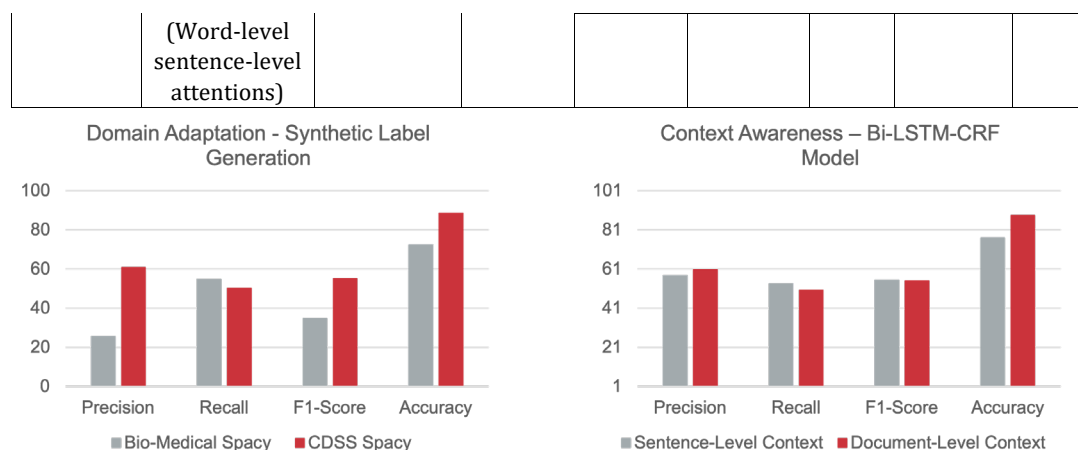 (Word-level
sentence-level
attentions)
Domain Adaptation - Synthetic Label
Generation
100
80
60
40
20
0
Precision Recall F1-Score Accuracy
Bio-Medical Spacy CDSS Spacy
Context Awareness – Bi-LSTM-CRF
Model
101
81
61
41
21
1
Precision Recall F1-Score Accuracy
Sentence-Level Context Document-Level Context